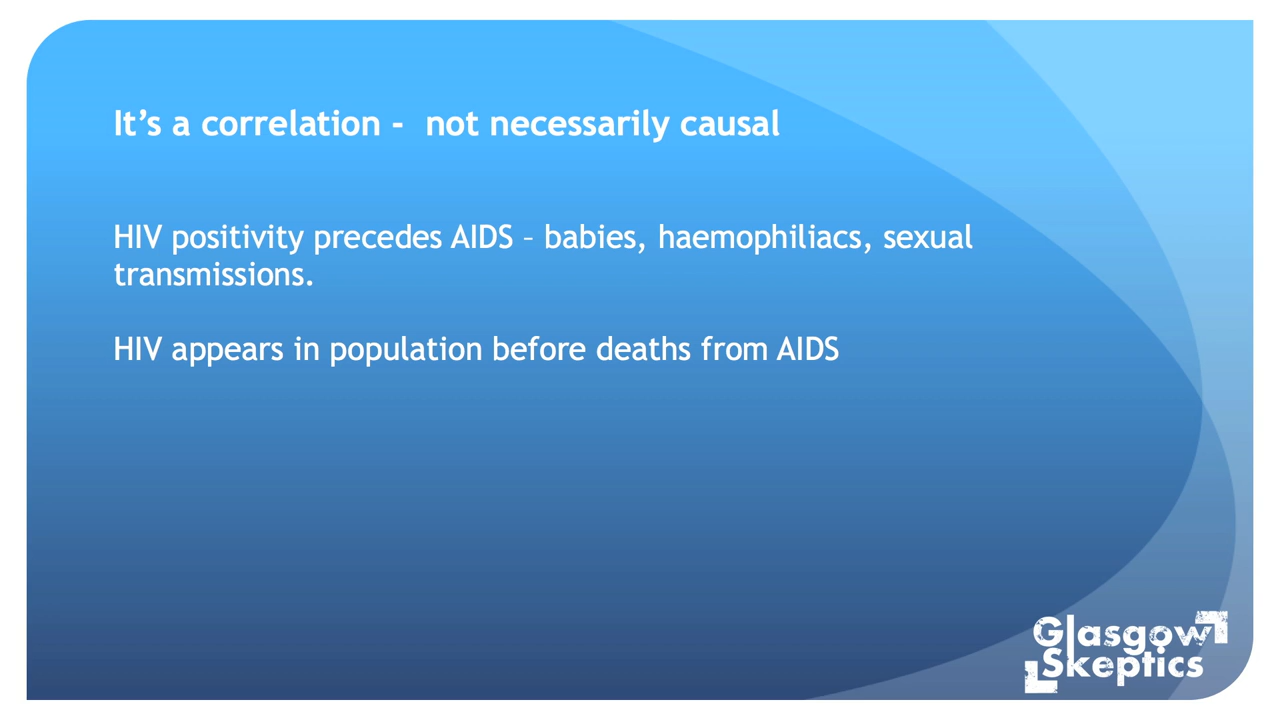 It’s a correlation -  not necessarily causal
HIV positivity precedes AIDS – babies, haemophiliacs, sexual
transmissions.
HIV appears in population before deaths from AIDS
Glasgow
Skeptics